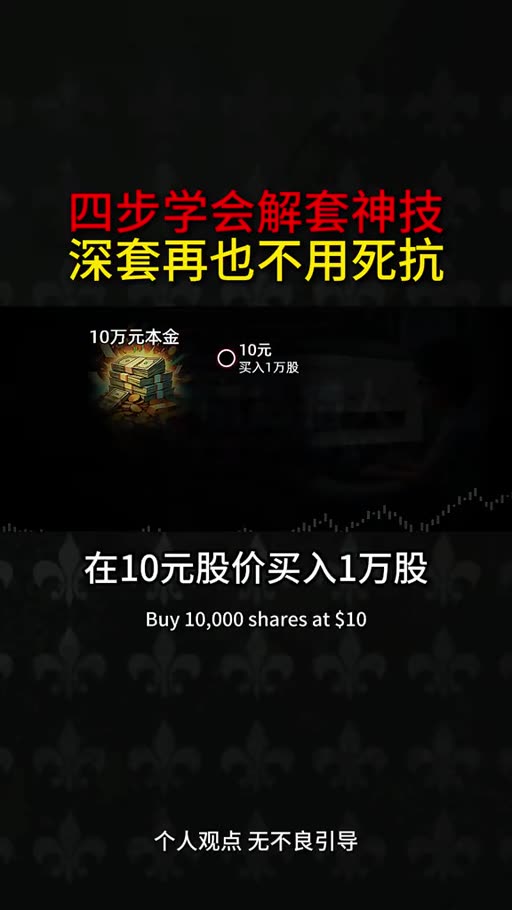 四步学会解套神技
深套再也不用死抗
10万元本金
10元
买入1万股
在10元股价买入1万股
Buy 10,000 shares at $10
个人观点 无不良引导